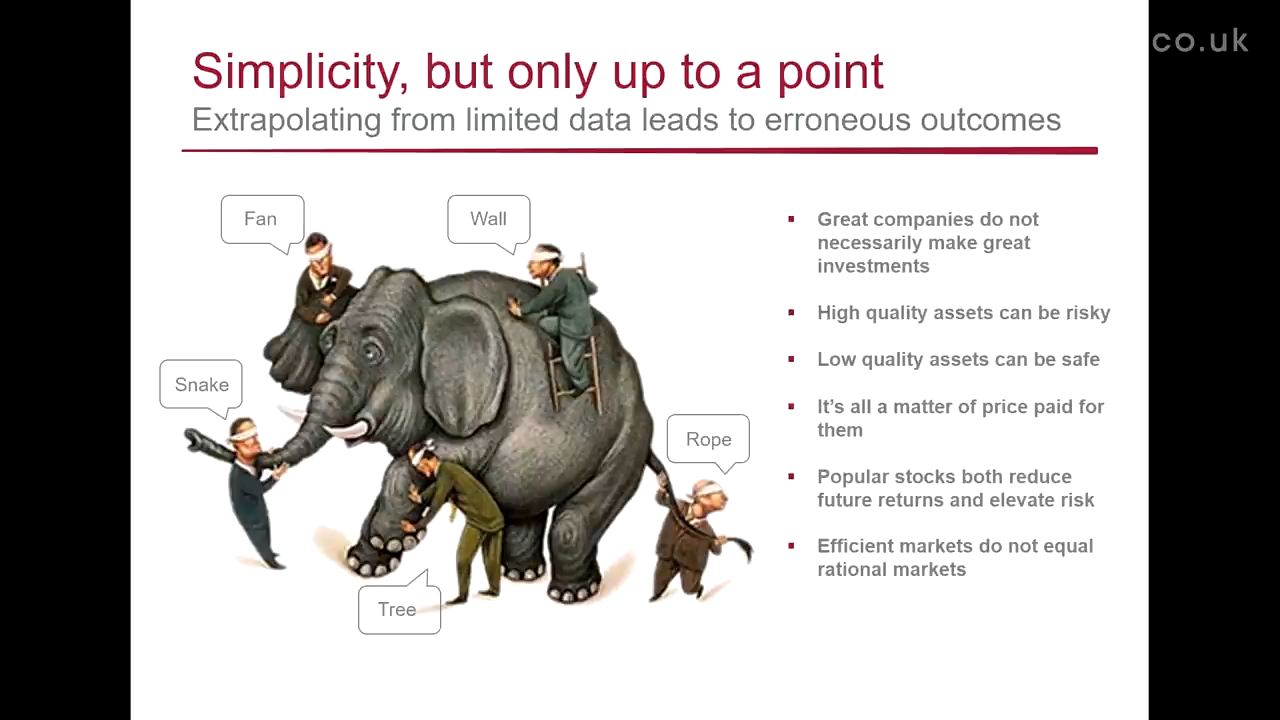 co.uk
Simplicity, but only up to a point
Extrapolating from limited data leads to erroneous outcomes
Fan
Wall
Snake
Rope
Tree
▪ Great companies do not
necessarily make great
investments
▪ High quality assets can be risky
▪ Low quality assets can be safe
▪ It’s all a matter of price paid for
them
▪ Popular stocks both reduce
future returns and elevate risk
▪ Efficient markets do not equal
rational markets